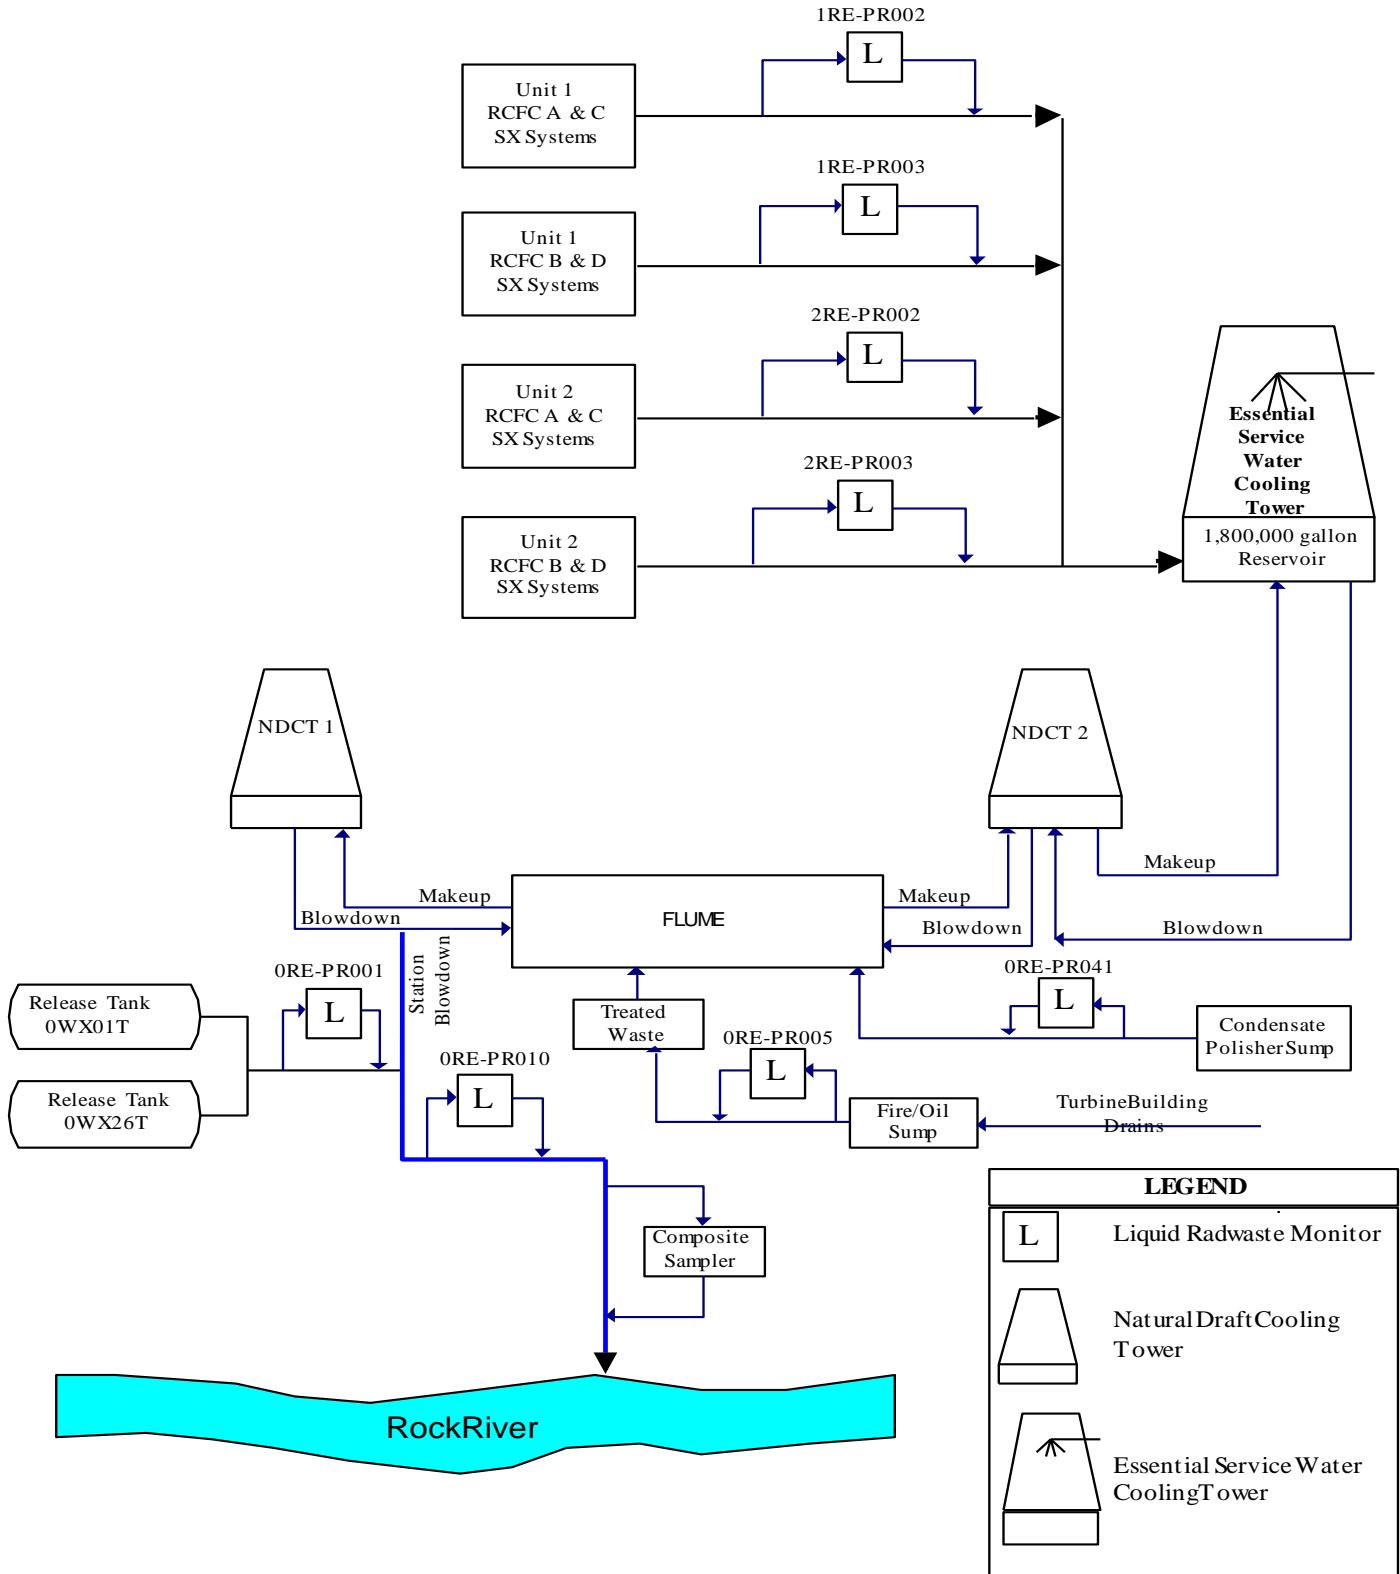 1RE-PR002
L
Unit 1
RCFC A & C
SX Systems
1RE-PR003
L
Unit 1
RCFC B & D
SX Systems
2RE-PR002
L
Unit 2
RCFC A & C
SX Systems
2RE-PR003
L
Unit 2
RCFC B & D
SX Systems
Essential
Service
Water
Cooling
Tower
1,800,000 gallon
Reservoir
NDCT 1
NDCT 2
Makeup
Makeup
Makeup
FLUME
Blowdown
Blowdown
Blowdown
Station
Blowdown
0RE-PR001
L
Release Tank
0WX01T
Release Tank
0WX26T
0RE-PR010
L
Treated
Waste
0RE-PR005
L
0RE-PR041
L
Condensate
Polisher Sump
Fire/Oil
Sump
Turbine Building
Drains
Composite
Sampler
Rock River
LEGEND
L
Liquid Radwaste Monitor
Natural Draft Cooling
Tower
Essential Service Water
Cooling Tower